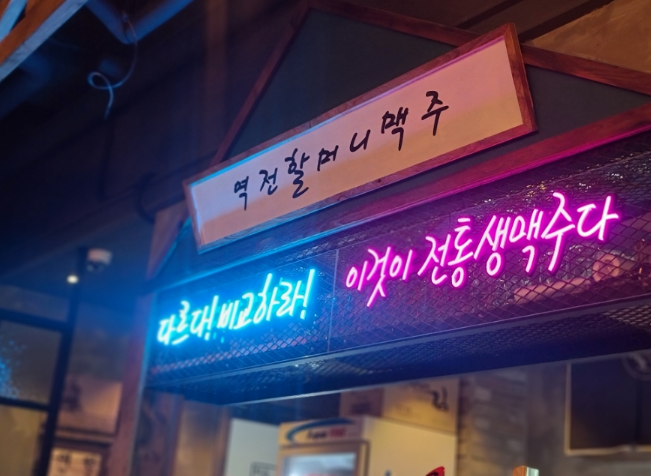 역전할머니맥주
다르다! 비교하라!
이것이 전통생맥주다